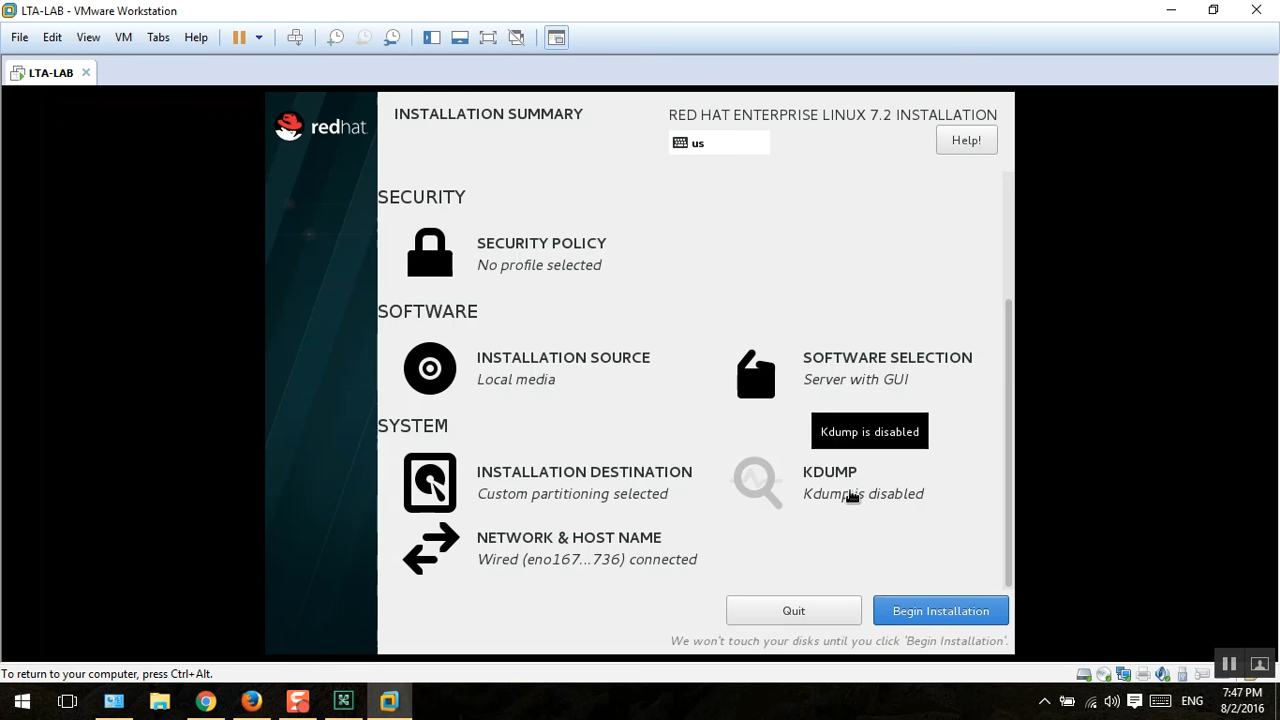 LTA-LAB - VMware Workstation
File Edit View VM Tabs Help
LTA-LAB
redhat
INSTALLATION SUMMARY
RED HAT ENTERPRISE LINUX 7.2 INSTALLATION
us
Help!
SECURITY
SECURITY POLICY
No profile selected
SOFTWARE
INSTALLATION SOURCE
Local media
SOFTWARE SELECTION
Server with GUI
Kdump is disabled
SYSTEM
INSTALLATION DESTINATION
Custom partitioning selected
KDUMP
Kdump is disabled
NETWORK & HOST NAME
Wired (eno167...736) connected
Quit
Begin Installation
We won't touch your disks until you click 'Begin Installation'.
To return to your computer, press Ctrl+Alt.
ENG
7:47 PM
8/2/2016